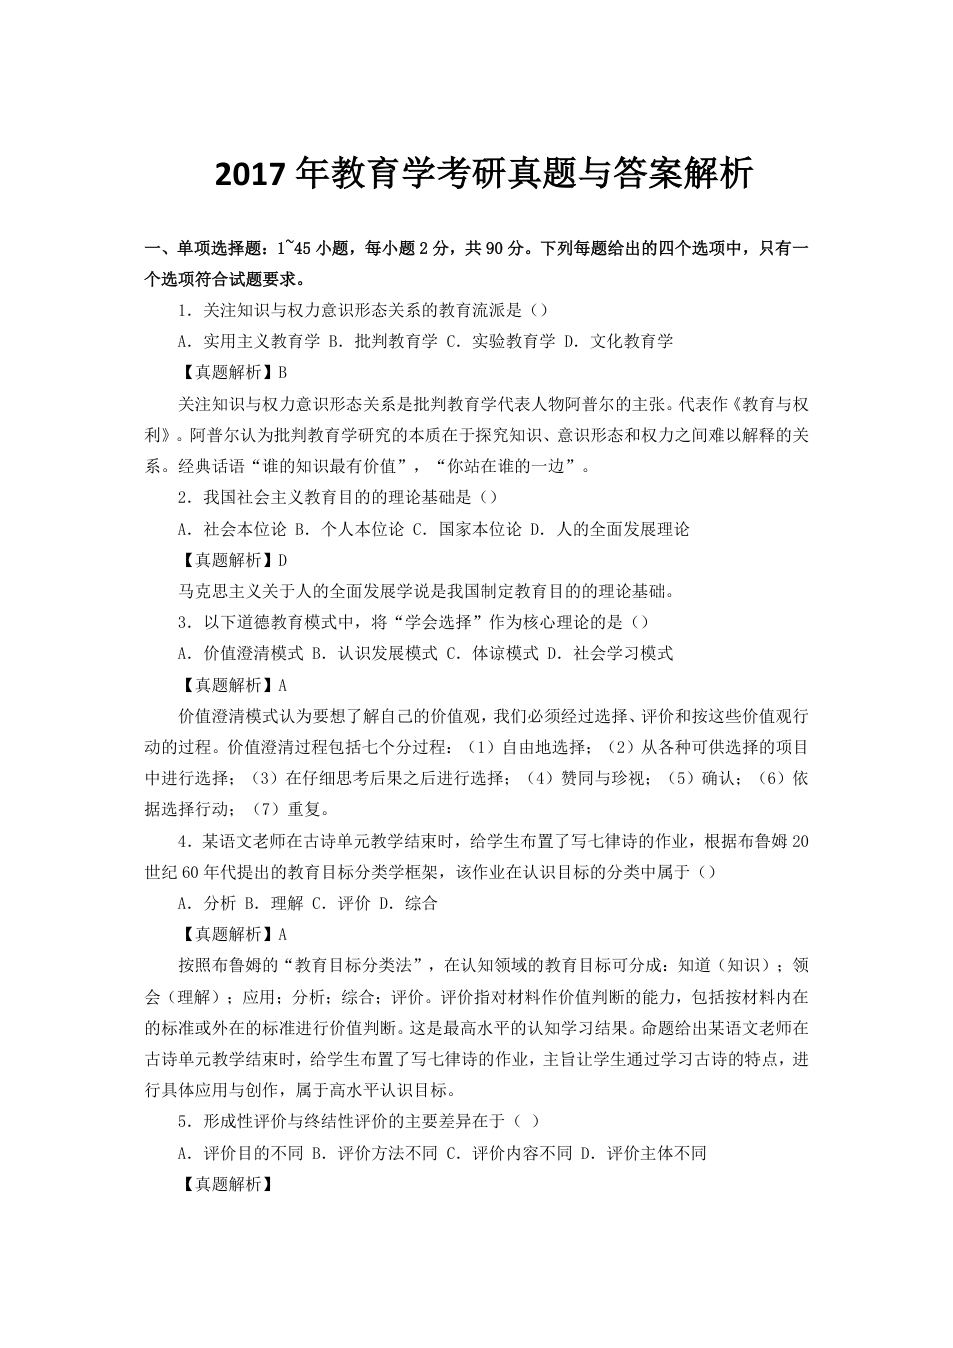 2017 年教育学考研真题与答案解析
一、单项选择题：1~45 小题，每小题 2 分，共 90 分。下列每题给出的四个选项中，只有一
个选项符合试题要求。
1．关注知识与权力意识形态关系的教育流派是()
A．实用主义教育学 B．批判教育学 C．实验教育学 D．文化教育学
【真题解析】B
关注知识与权力意识形态关系是批判教育学代表人物阿普尔的主张。代表作《教育与权
利》。阿普尔认为批判教育学研究的本质在于探究知识、意识形态和权力之间难以解释的关
系。经典话语“谁的知识最有价值”，“你站在谁的一边”。
2．我国社会主义教育目的的理论基础是()
A．社会本位论 B．个人本位论 C．国家本位论 D．人的全面发展理论
【真题解析】D
马克思主义关于人的全面发展学说是我国制定教育目的的理论基础。
3．以下道德教育模式中，将“学会选择”作为核心理论的是()
A．价值澄清模式 B．认识发展模式 C．体谅模式 D．社会学习模式
【真题解析】A
价值澄清模式认为要想了解自己的价值观，我们必须经过选择、评价和按这些价值观行
动的过程。价值澄清过程包括七个分过程：（1）自由地选择；（2）从各种可供选择的项目
中进行选择；（3）在仔细思考后果之后进行选择；（4）赞同与珍视；（5）确认；（6）依
据选择行动；（7）重复。
4．某语文老师在古诗单元教学结束时，给学生布置了写七律诗的作业，根据布鲁姆 20
世纪 60 年代提出的教育目标分类学框架，该作业在认识目标的分类中属于()
A．分析 B．理解 C．评价 D．综合
【真题解析】A
按照布鲁姆的“教育目标分类法”，在认知领域的教育目标可分成：知道（知识）；领
会（理解）；应用；分析；综合；评价。评价指对材料作价值判断的能力，包括按材料内在
的标准或外在的标准进行价值判断。这是最高水平的认知学习结果。命题给出某语文老师在
古诗单元教学结束时，给学生布置了写七律诗的作业，主旨让学生通过学习古诗的特点，进
行具体应用与创作，属于高水平认识目标。
5．形成性评价与终结性评价的主要差异在于（ ）
A．评价目的不同 B．评价方法不同 C．评价内容不同 D．评价主体不同
【真题解析】